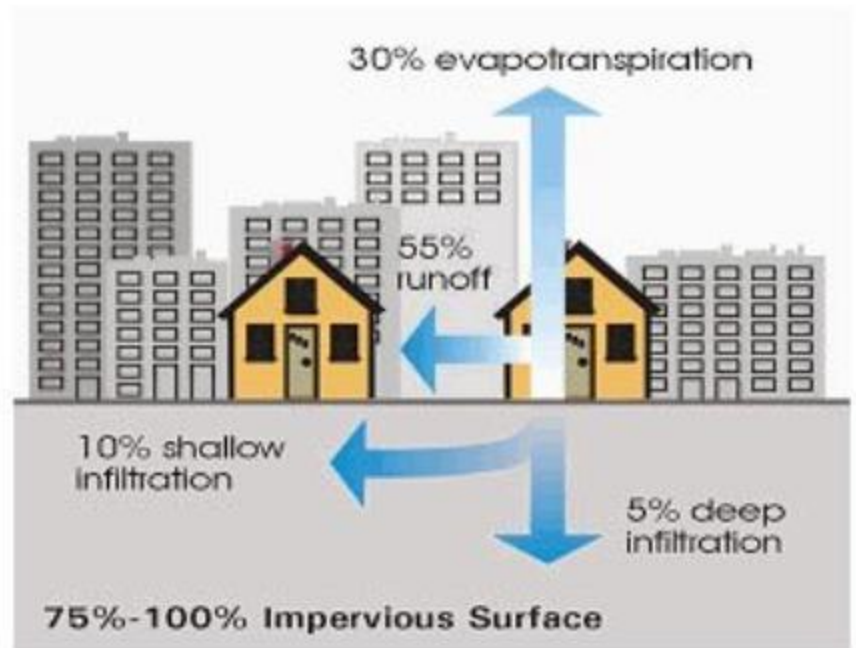 30% evapotranspiration
55%
runoff
10% shallow
infiltration
5% deep
infiltration
75%-100% Impervious Surface